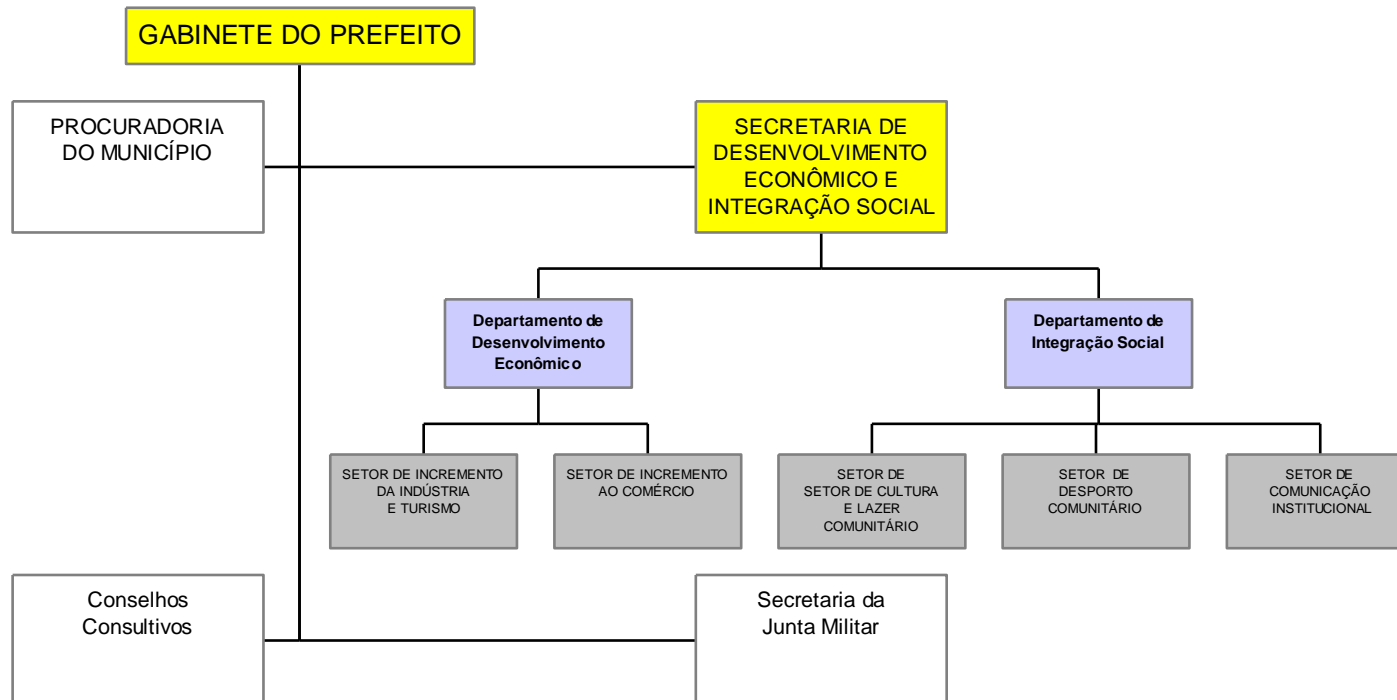 GABINETE DO PREFEITO
PROCURADORIA
DO MUNICÍPIO
SECRETARIA DE
DESENVOLVIMENTO
ECONÔMICO E
INTEGRAÇÃO SOCIAL
Departamento de
Desenvolvimento
Econômico
Departamento de
Integração Social
SETOR DE INCREMENTO
DA INDÚSTRIA
E TURISMO
SETOR DE INCREMENTO
AO COMÉRCIO
SETOR DE
SETOR DE CULTURA
E LAZER
COMUNITÁRIO
SETOR DE
DESPORTO
COMUNITÁRIO
SETOR DE
COMUNICAÇÃO
INSTITUCIONAL
Conselhos
Consultivos
Secretaria da
Junta Militar